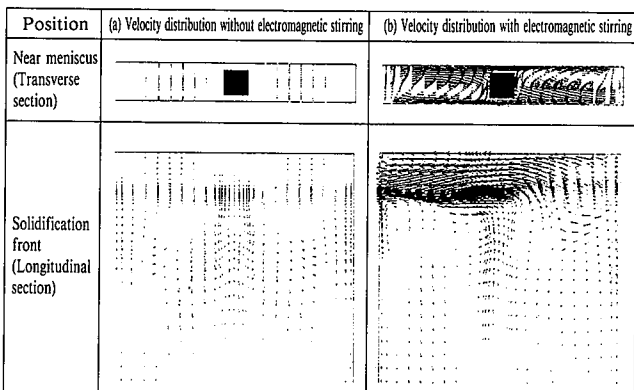 Position
(a) Velocity distribution without electromagnetic stirring
(b) Velocity distribution with electromagnetic stirring
Near meniscus
(Transverse
section)
Solidification
front
(Longitudinal
section)